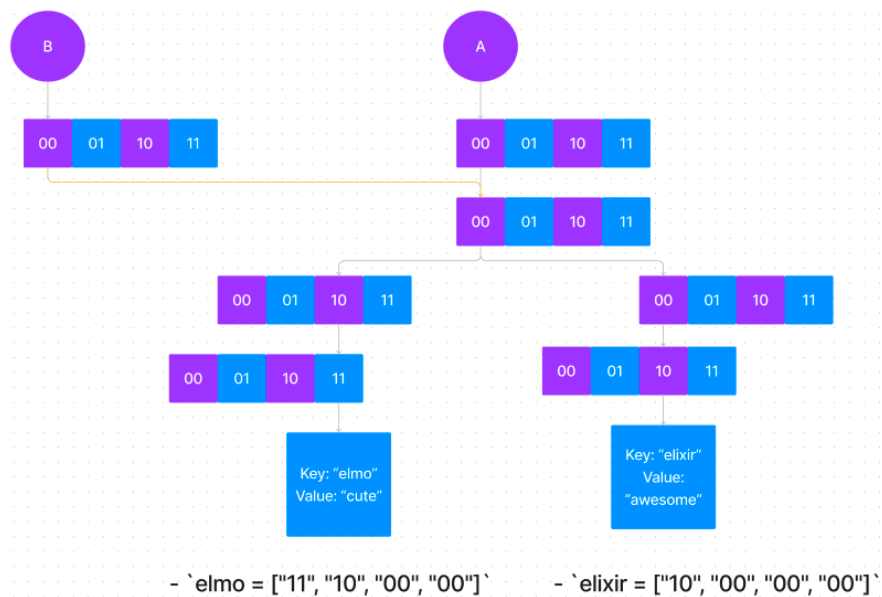 B
A
00 01 10 11
00 01 10 11
00 01 10 11
00 01 10 11
00 01 10 11
00 01 10 11
00 01 10 11
Key: “elmo”
Value: “cute”
Key: “elixir”
Value:
“awesome”
- `elmo = ["11", "10", "00", "00"]`
- `elixir = ["10", "00", "00", "00"]`